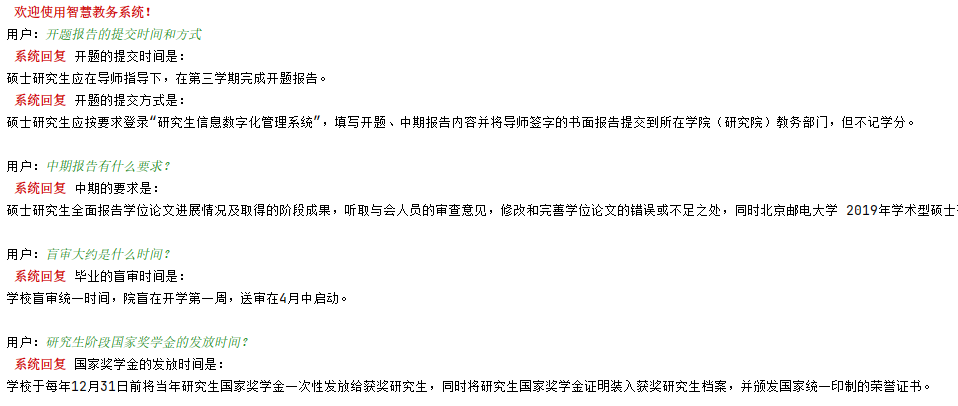 欢迎使用智慧教务系统！
用户：开题报告的提交时间和方式
系统回复 开题的提交时间是：
硕士研究生应在导师指导下，在第三学期完成开题报告。
系统回复 开题的提交方式是：
硕士研究生应按要求登录“研究生信息数字化管理系统”，填写开题、中期报告内容并将导师签字的书面报告提交到所在学院（研究院）教务部门，但不记学分。
用户：中期报告有什么要求？
系统回复 中期的要求是：
硕士研究生全面报告学位论文进展情况及取得的阶段成果，听取与会人员的审查意见，修改和完善学位论文的错误或不足之处，同时北京邮电大学 2019年学术型硕士
用户：盲审大约是什么时间？
系统回复 毕业的盲审时间是：
学校盲审统一时间，院盲在开学第一周，送审在4月中启动。
用户：研究生阶段国家奖学金的发放时间？
系统回复 国家奖学金的发放时间是：
学校于每年12月31日前将当年研究生国家奖学金一次性发放给获奖研究生，同时将研究生国家奖学金证明装入获奖研究生档案，并颁发国家统一印制的荣誉证书。